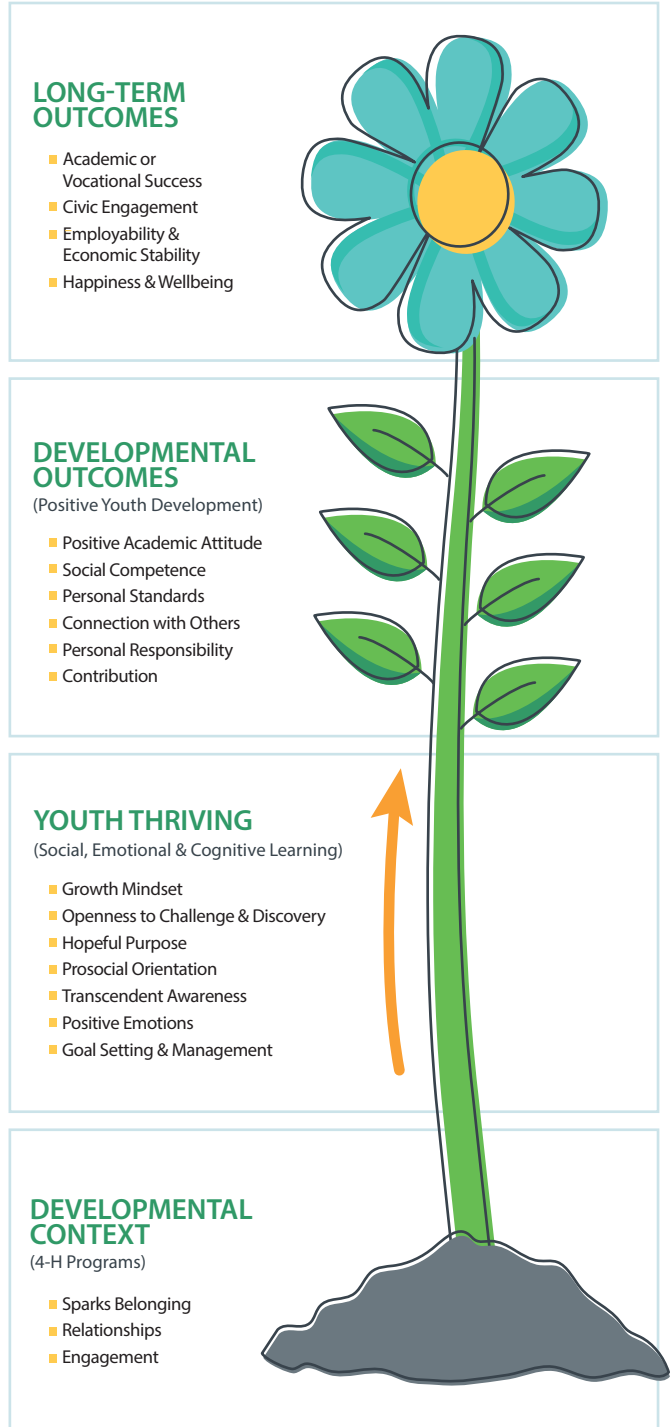 LONG-TERM
OUTCOMES
Academic or
Vocational Success
Civic Engagement
Employability &
Economic Stability
Happiness & Wellbeing
DEVELOPMENTAL
OUTCOMES
(Positive Youth Development)
Positive Academic Attitude
Social Competence
Personal Standards
Connection with Others
Personal Responsibility
Contribution
YOUTH THRIVING
(Social, Emotional & Cognitive Learning)
Growth Mindset
Openness to Challenge & Discovery
Hopeful Purpose
Prosocial Orientation
Transcendent Awareness
Positive Emotions
Goal Setting & Management
DEVELOPMENTAL
CONTEXT
(4-H Programs)
Sparks Belonging
Relationships
Engagement